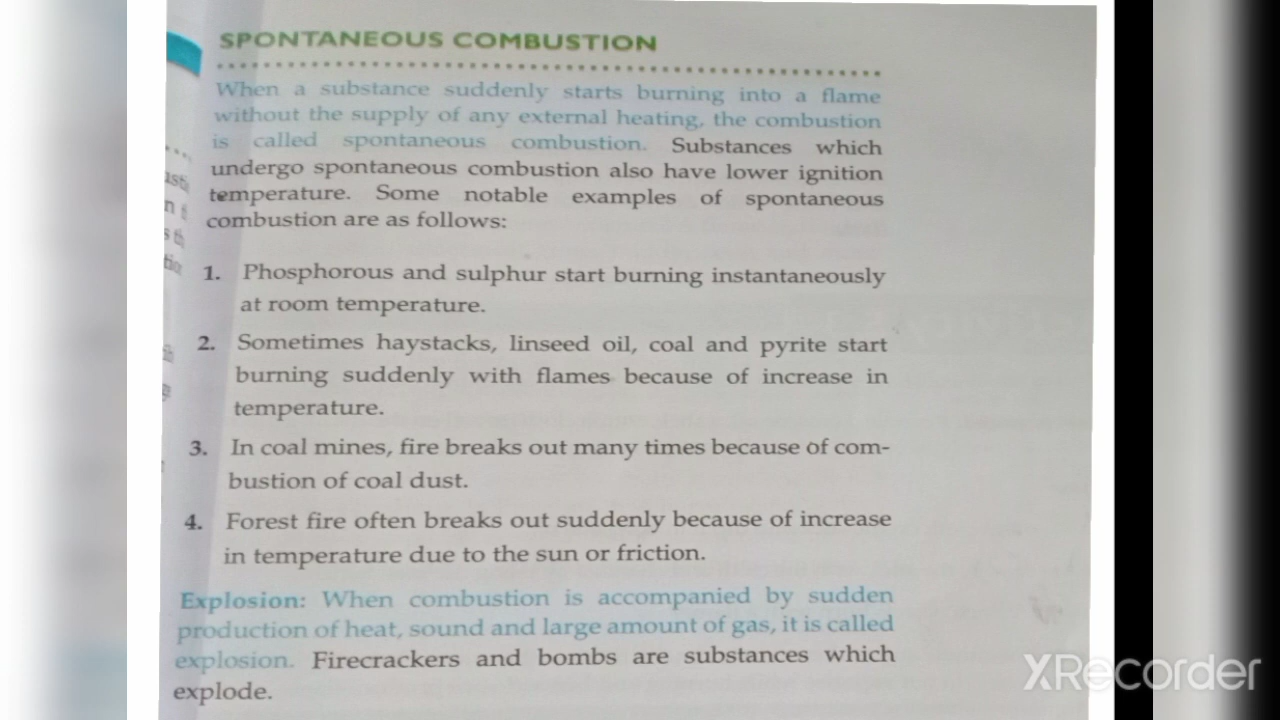 SPONTANEOUS COMBUSTION
When a substance suddenly starts burning into a flame
without the supply of any external heating, the combustion
is called spontaneous combustion. Substances which
undergo spontaneous combustion also have lower ignition
temperature. Some notable examples of spontaneous
combustion are as follows:
1. Phosphorous and sulphur start burning instantaneously
at room temperature.
2. Sometimes haystacks, linseed oil, coal and pyrite start
burning suddenly with flames because of increase in
temperature.
3. In coal mines, fire breaks out many times because of com-
bustion of coal dust.
4. Forest fire often breaks out suddenly because of increase
in temperature due to the sun or friction.
Explosion: When combustion is accompanied by sudden
production of heat, sound and large amount of gas, it is called
explosion. Firecrackers and bombs are substances which
explode.
XRecorder